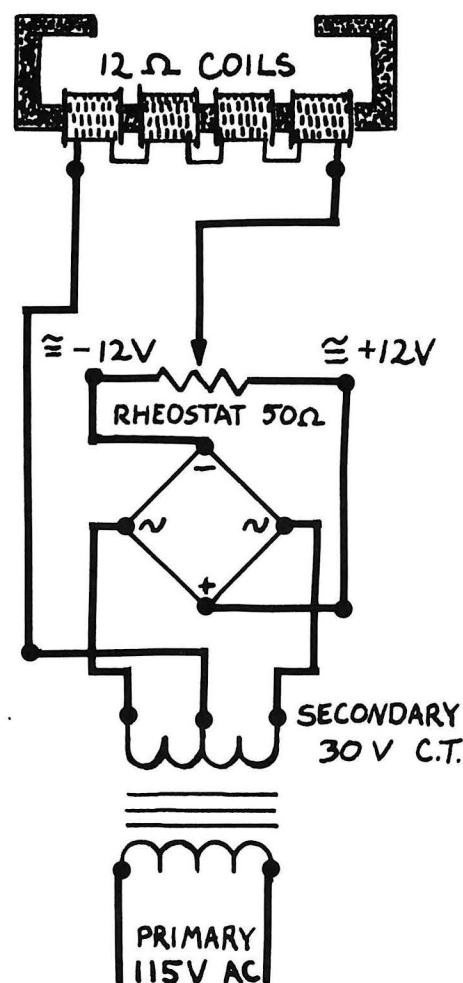 12 Ω COILS
≅ -12V
≅ +12V
RHEOSTAT 50Ω
−
~
~
+
SECONDARY
30 V C.T.
PRIMARY
115V AC